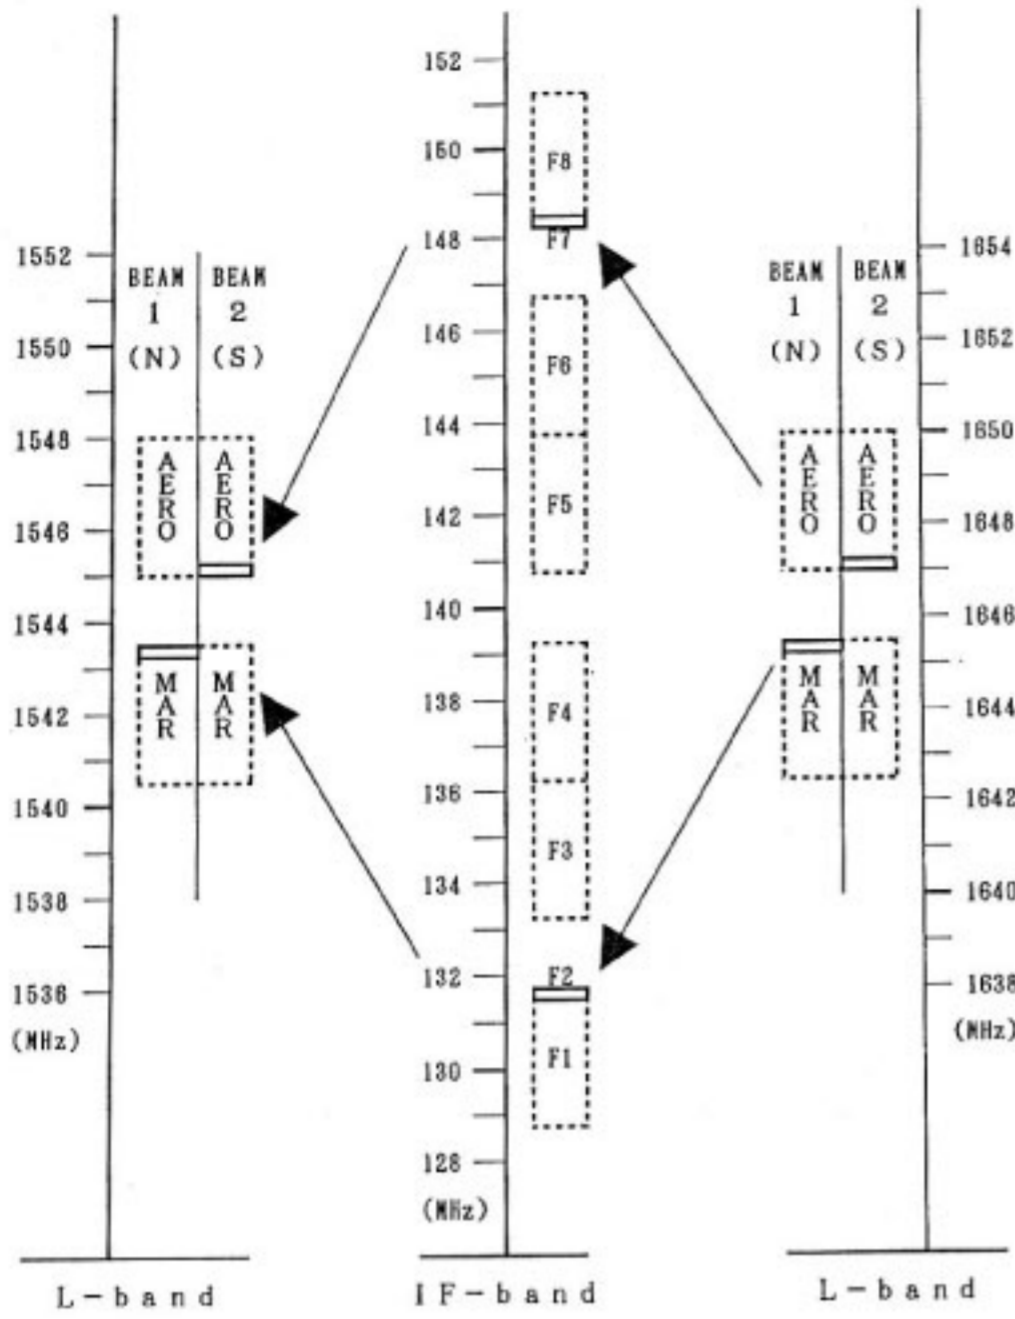 1552
1550
1548
1546
1544
1542
1540
1538
1536
(MHz)
BEAM
1
(N)
BEAM
2
(S)
AERO
AERO
MAR
MAR
L-band
152
150
148
146
144
142
140
138
136
134
132
130
128
(MHz)
F8
F7
F6
F5
F4
F3
F2
F1
IF-band
BEAM
1
(N)
BEAM
2
(S)
AERO
AERO
MAR
MAR
1654
1652
1650
1648
1646
1644
1642
1640
1638
(MHz)
L-band